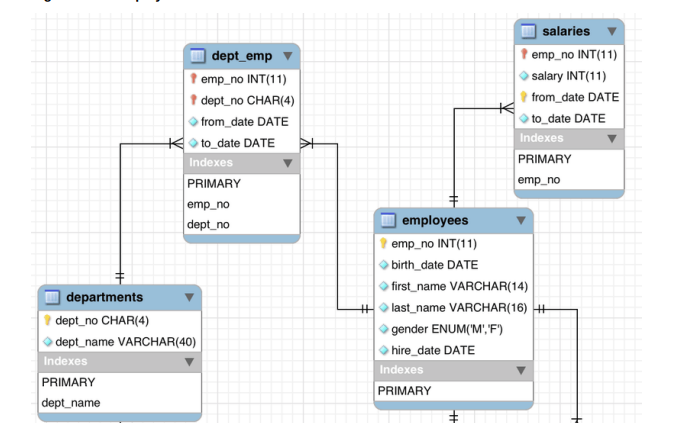 salaries
emp_no INT(11)
salary INT(11)
from_date DATE
to_date DATE
Indexes
PRIMARY
emp_no
dept_emp
emp_no INT(11)
dept_no CHAR(4)
from_date DATE
to_date DATE
Indexes
PRIMARY
emp_no
dept_no
employees
emp_no INT(11)
birth_date DATE
first_name VARCHAR(14)
last_name VARCHAR(16)
gender ENUM('M','F')
hire_date DATE
Indexes
PRIMARY
departments
dept_no CHAR(4)
dept_name VARCHAR(40)
Indexes
PRIMARY
dept_name